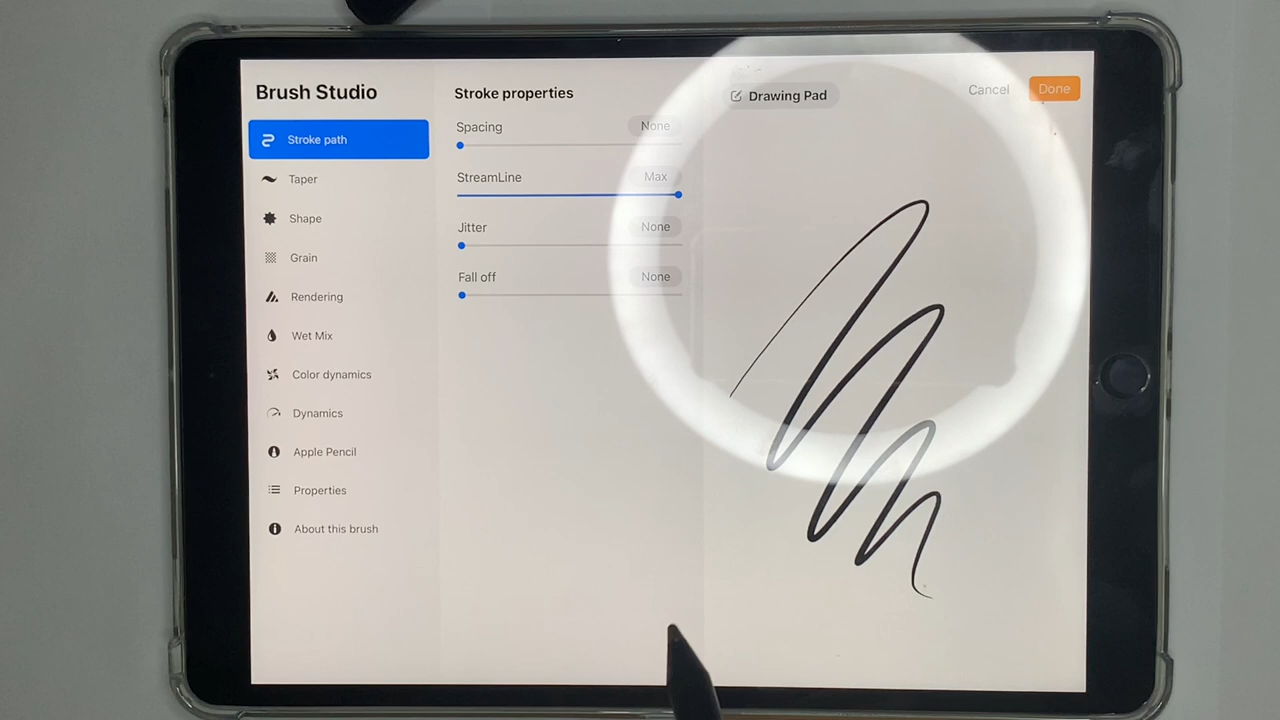 Brush Studio
Stroke path
Taper
Shape
Grain
Rendering
Wet Mix
Color dynamics
Dynamics
Apple Pencil
Properties
About this brush
Stroke properties
Spacing None
StreamLine Max
Jitter None
Fall off None
Drawing Pad
Cancel Done